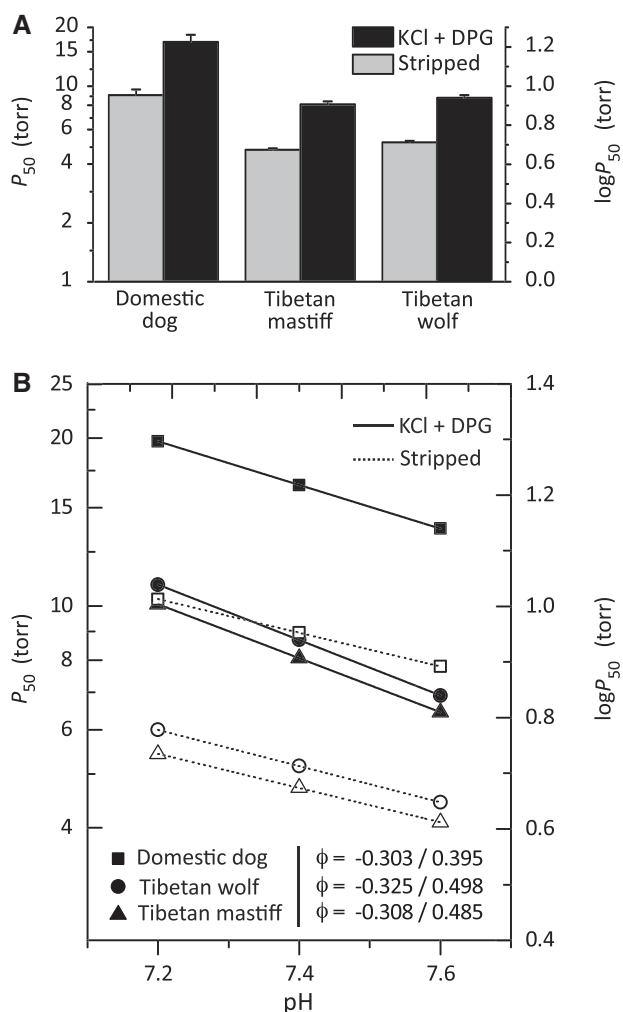 A
20
15
10
8
6
4
2
1
P50 (torr)
KCl + DPG
Stripped
1.2
1.0
0.8
0.6
0.4
0.2
0.0
logP50 (torr)
Domestic dog
Tibetan mastiff
Tibetan wolf
B
25
20
15
10
8
6
4
P50 (torr)
KCl + DPG
Stripped
1.4
1.2
1.0
0.8
0.6
0.4
logP50 (torr)
Domestic dog ϕ = -0.303 / 0.395
Tibetan wolf ϕ = -0.325 / 0.498
Tibetan mastiff ϕ = -0.308 / 0.485
7.2 7.4 7.6
pH